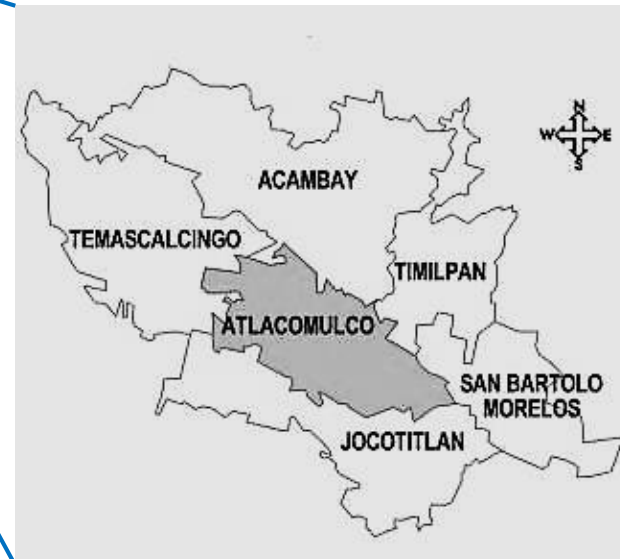 N
W E
S
ACAMBAY
TEMASCALCINGO
TIMILPAN
ATLACOMULCO
SAN BARTOLO
MORELOS
JOCOTITLAN